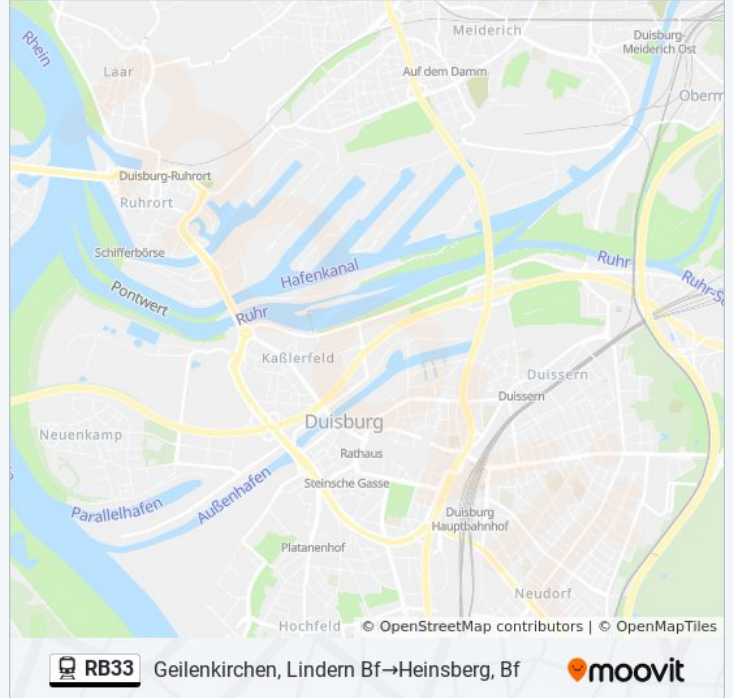 Rhein
Meiderich
Duisburg-
Meiderich Ost
Laar
Auf dem Damm
Oberm
Duisburg-Ruhrort
Ruhrort
Schifferbörse
Hafenkanal
Ruhr
Ruhr-S
Pontwert
Ruhr
Kaßlerfeld
Duissern
Duissern
Duisburg
Neuenkamp
Rathaus
Steinsche Gasse
Außenhafen
Parallelhafen
Duisburg
Hauptbahnhof
Platanenhof
Neudorf
Hochfeld
© OpenStreetMap contributors | © OpenMapTiles
RB33 Geilenkirchen, Lindern Bf→Heinsberg, Bf
moovit